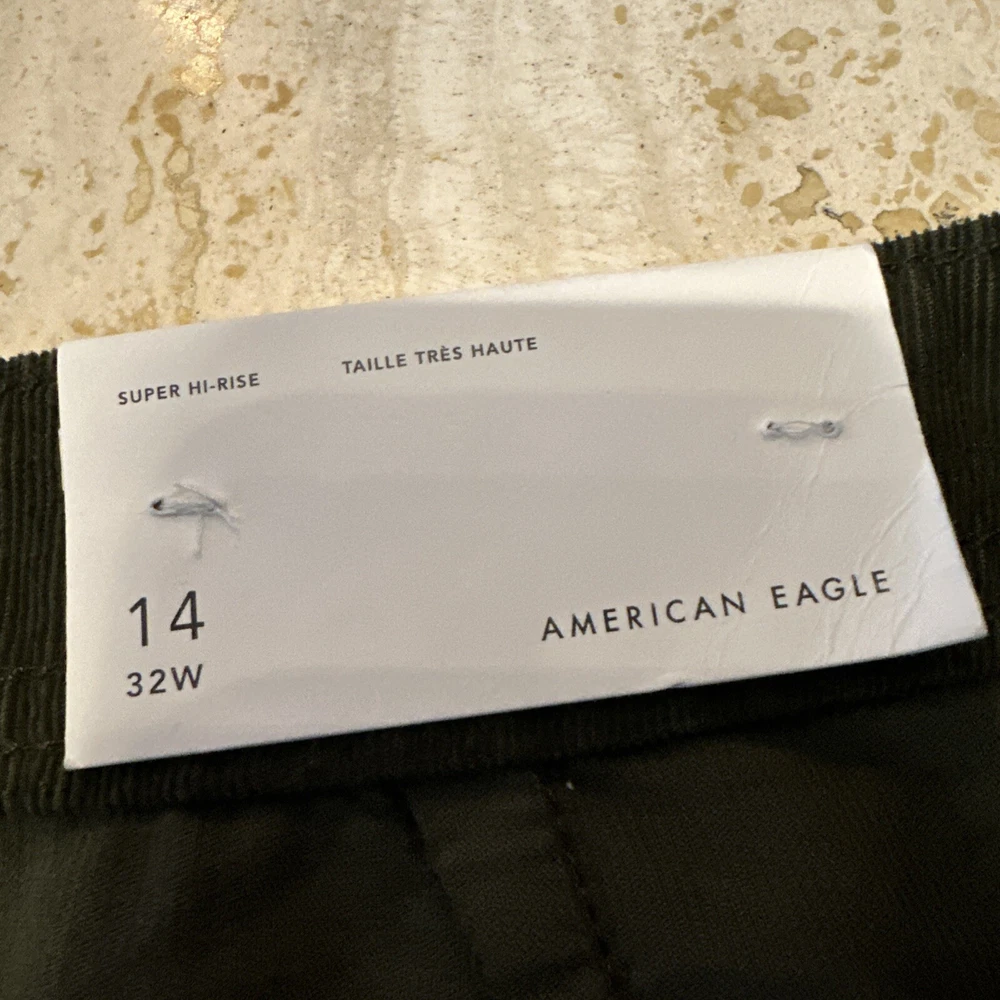 SUPER HI-RISE
TAILLE TRÈS HAUTE
14
32W
AMERICAN EAGLE